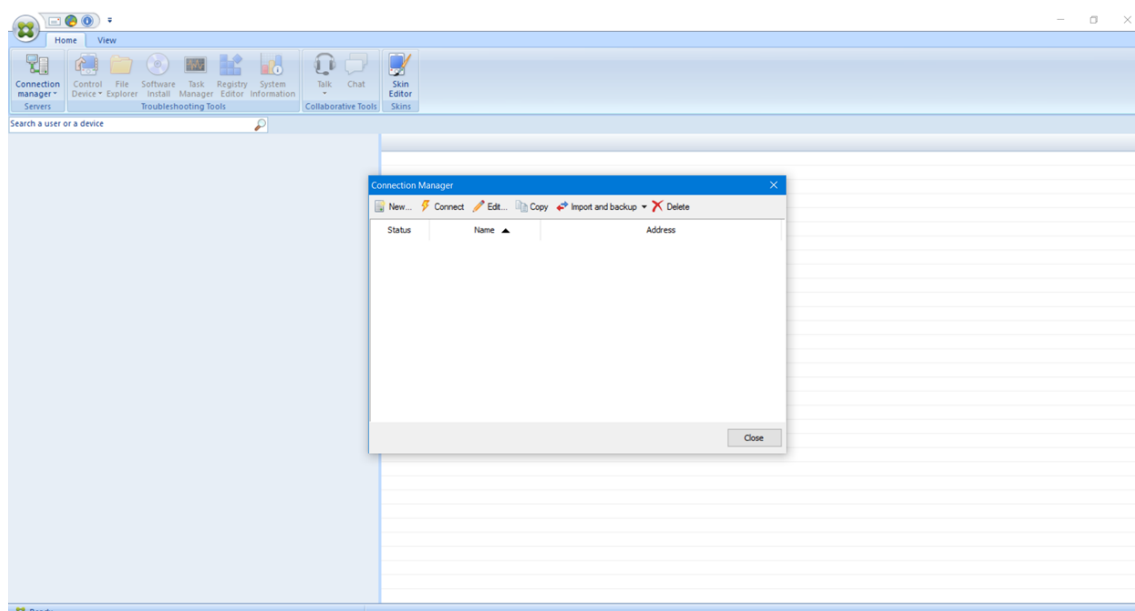 Home View
Connection manager
Control Device
File Explorer
Software Install
Task Manager
Registry Editor
System Information
Talk
Chat
Skin Editor
Servers
Troubleshooting Tools
Collaborative Tools
Skins
Search a user or a device
Connection Manager
New... Connect Edit... Copy Import and backup Delete
Status Name Address
Close
Ready